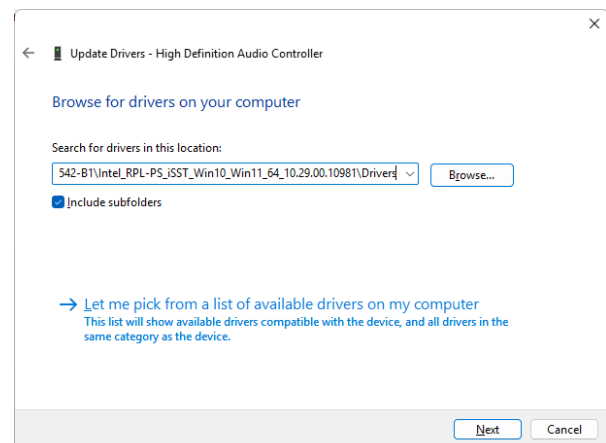 Update Drivers - High Definition Audio Controller
Browse for drivers on your computer
Search for drivers in this location:
542-B1\Intel_RPL-PS_iSST_Win10_Win11_64_10.29.00.10981\Drivers
Browse...
Include subfolders
Let me pick from a list of available drivers on my computer
This list will show available drivers compatible with the device, and all drivers in the
same category as the device.
Next
Cancel